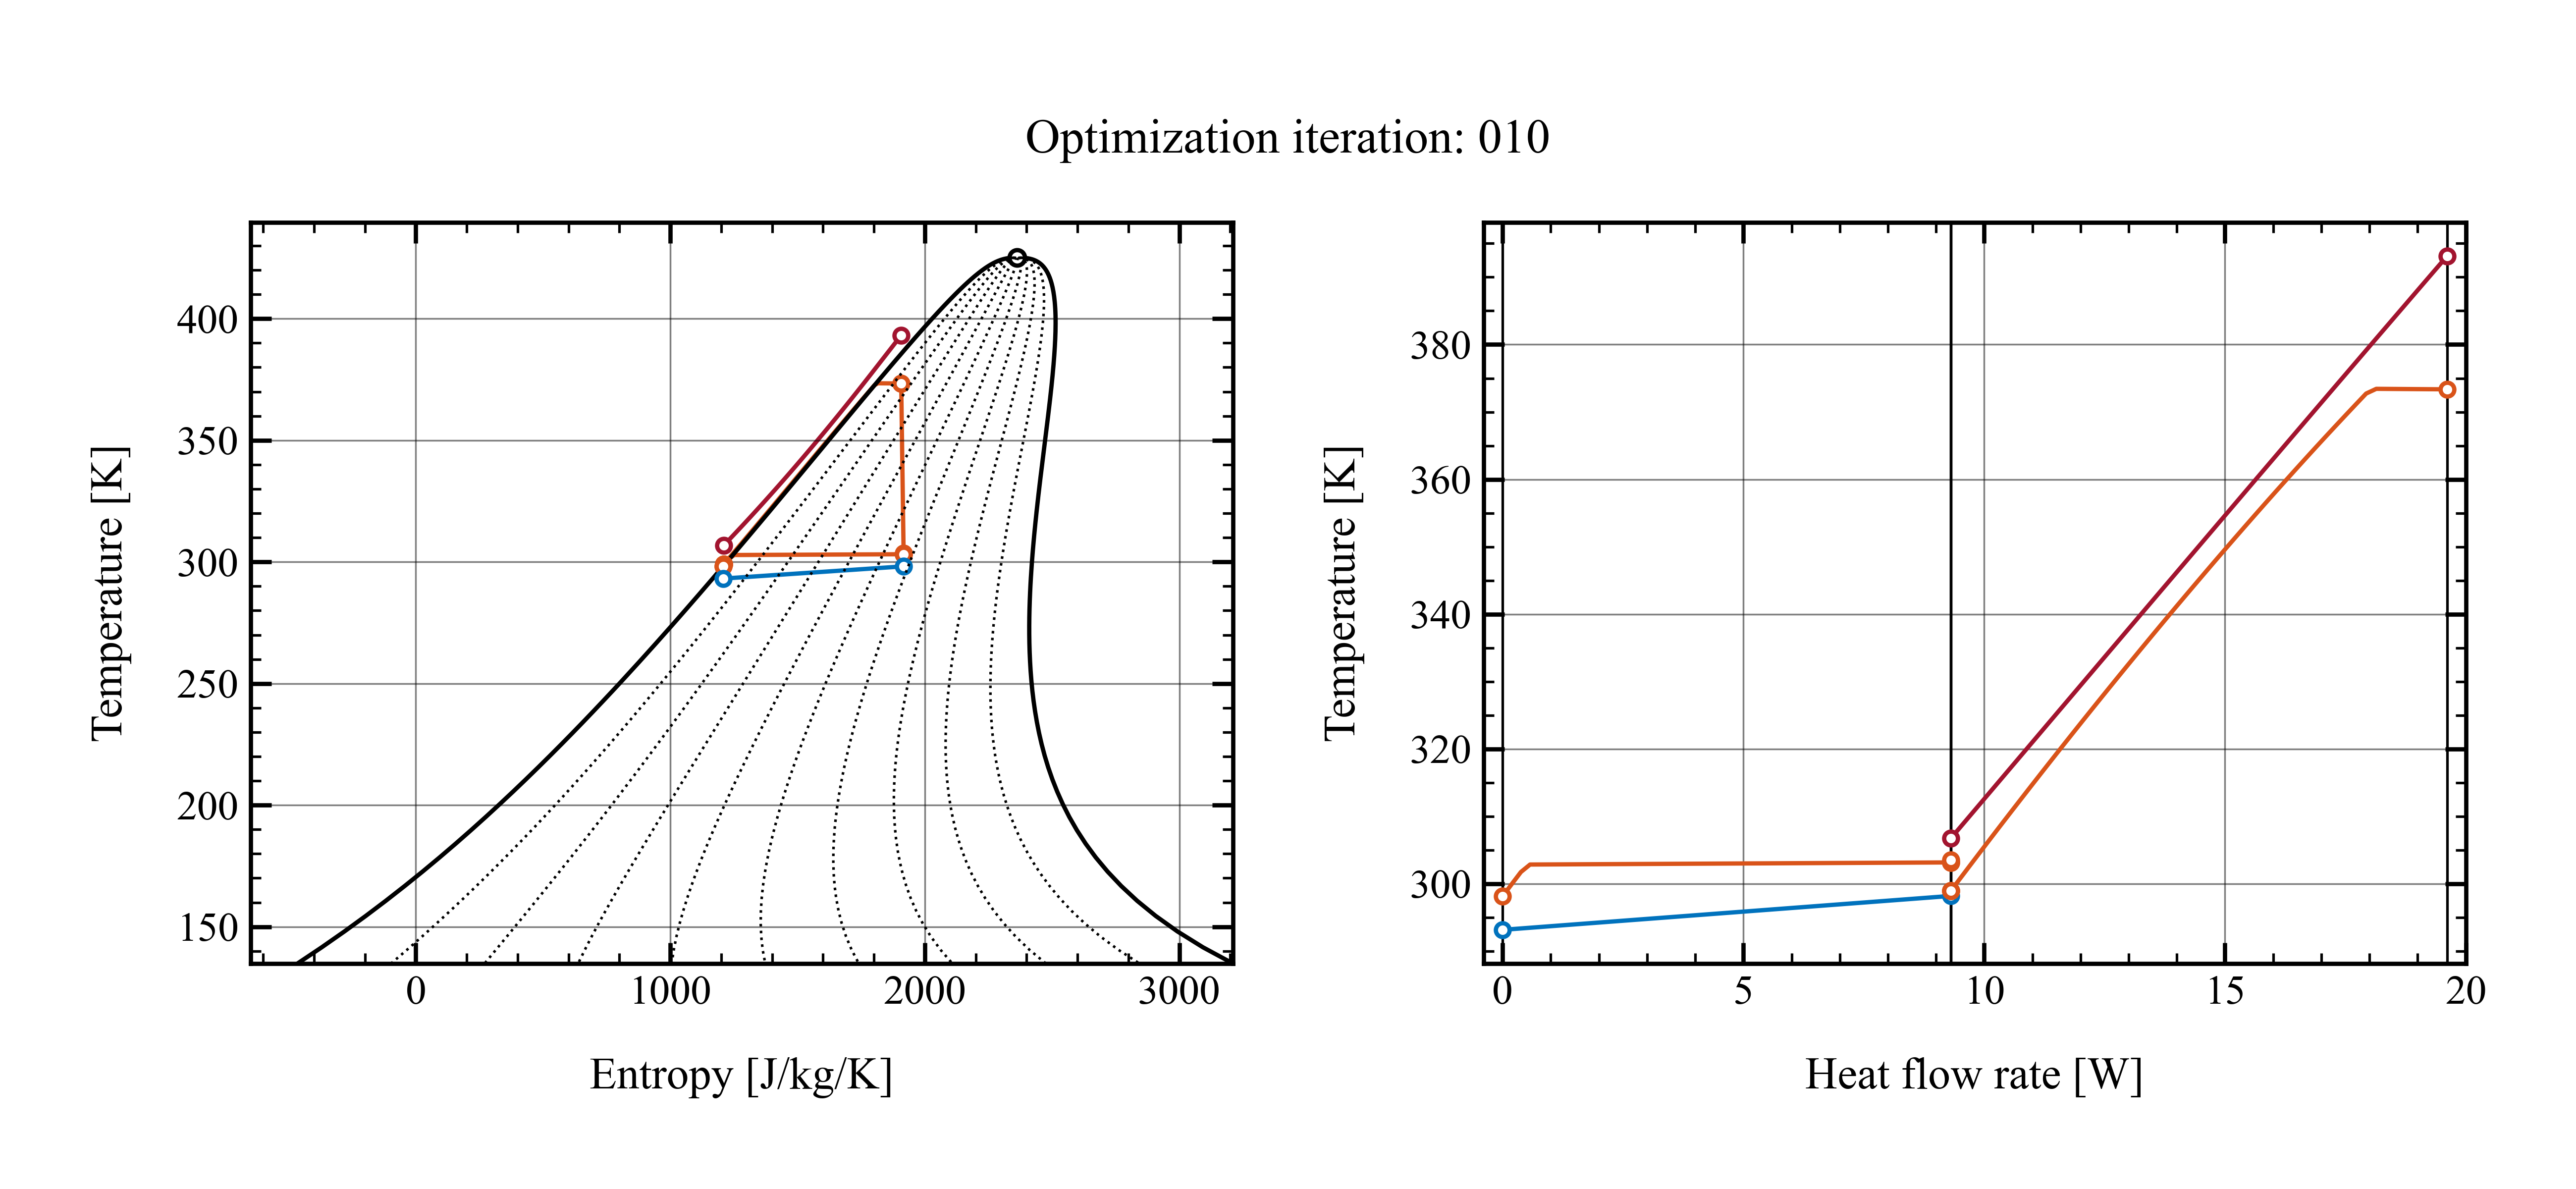 Optimization iteration: 010
Temperature [K]
400
350
300
250
200
150
0 1000 2000 3000
Entropy [J/kg/K]
Temperature [K]
380
360
340
320
300
0 5 10 15 20
Heat flow rate [W]